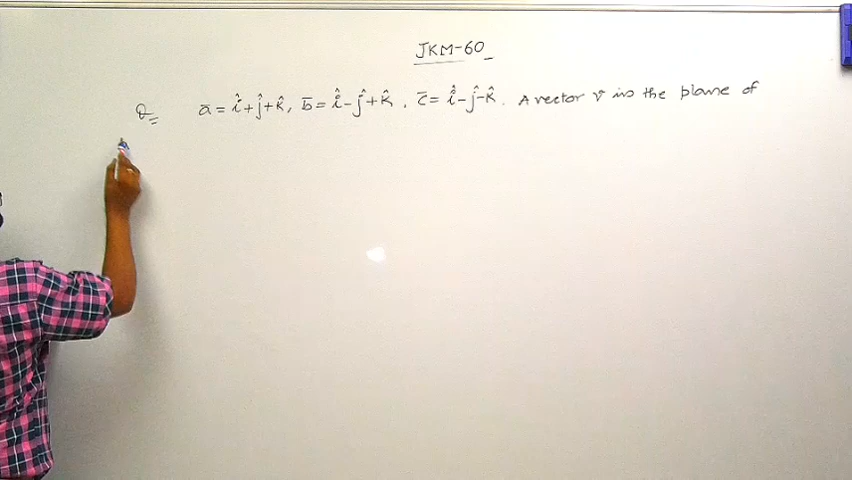 JKM-60
Q ā = î + ĵ + k̂, b̄ = î - ĵ + k̂, c̄ = î - ĵ - k̂. A vector v̄ in the plane of